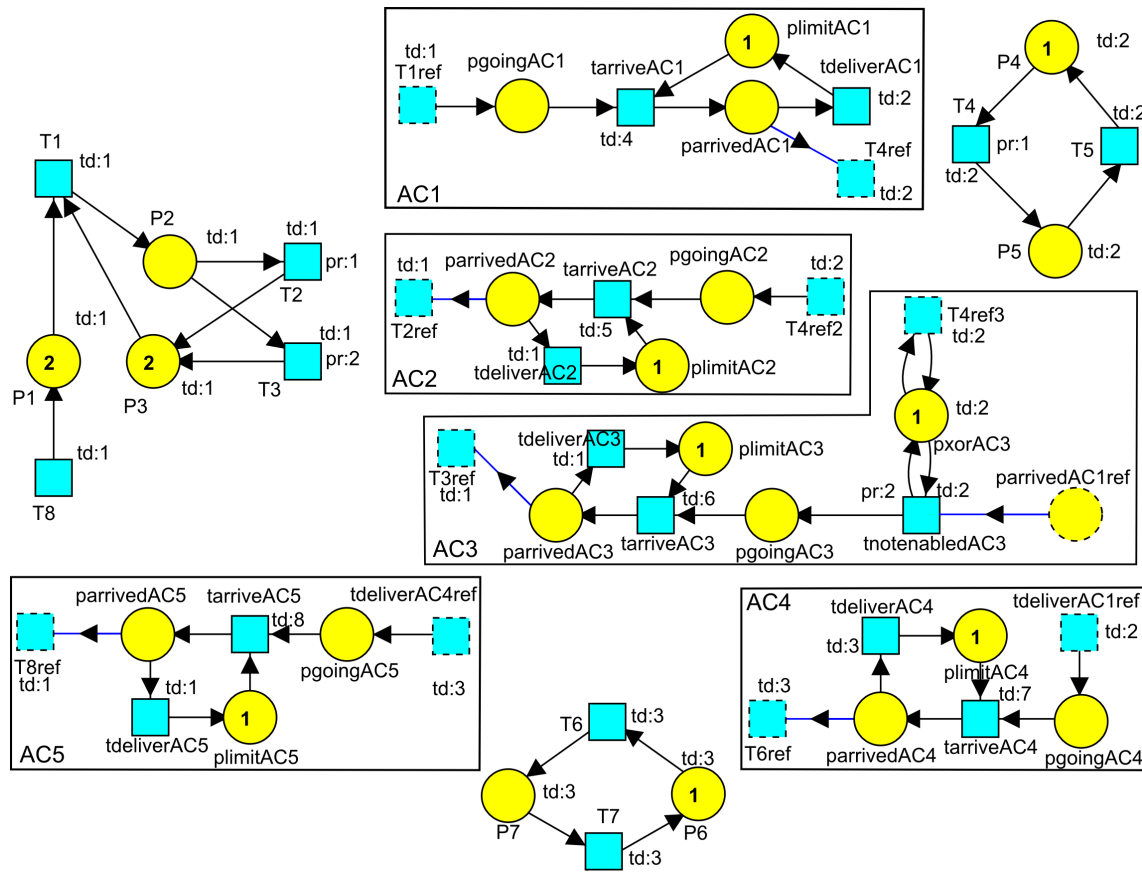 T1
td:1
P2
td:1
td:1
pr:1
T2
td:1
td:1
pr:2
2
2
P1
P3
td:1
T3
td:1
T8
td:1
T1ref
pgoingAC1
tarriveAC1
1
plimitAC1
tdeliverAC1
td:2
td:4
parrivedAC1
T4ref
td:2
AC1
P4
1
td:2
T4
pr:1
td:2
td:2
T5
P5
td:2
td:1
parrivedAC2
tarriveAC2
pgoingAC2
td:2
T2ref
td:5
T4ref2
td:1
tdeliverAC2
1
plimitAC2
AC2
T4ref3
td:2
1
td:2
pxorAC3
tdeliverAC3
td:1
1
plimitAC3
T3ref
td:1
td:6
pr:2
td:2
parrivedAC1ref
parrivedAC3
tarriveAC3
pgoingAC3
tnotenabledAC3
AC3
parrivedAC5
tarriveAC5
tdeliverAC4ref
td:8
T8ref
td:1
pgoingAC5
td:3
td:1
1
tdeliverAC5
plimitAC5
AC5
T6
td:3
td:3
td:3
1
P7
T7
P6
td:3
AC4
tdeliverAC4
tdeliverAC1ref
td:3
1
td:2
plimitAC4
td:3
td:7
T6ref
parrivedAC4
tarriveAC4
pgoingAC4